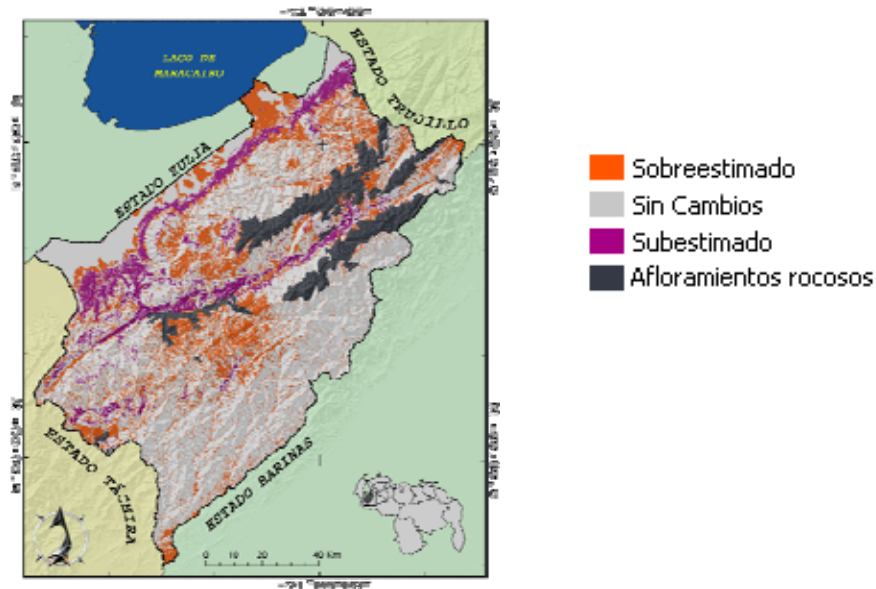 LAGO DE
MARACAIBO
ESTADO TRUJILLO
ESTADO ZULIA
ESTADO TÁCHIRA
ESTADO BARINAS
0 10 20 40 Km
Sobreestimado
Sin Cambios
Subestimado
Afloramientos rocosos